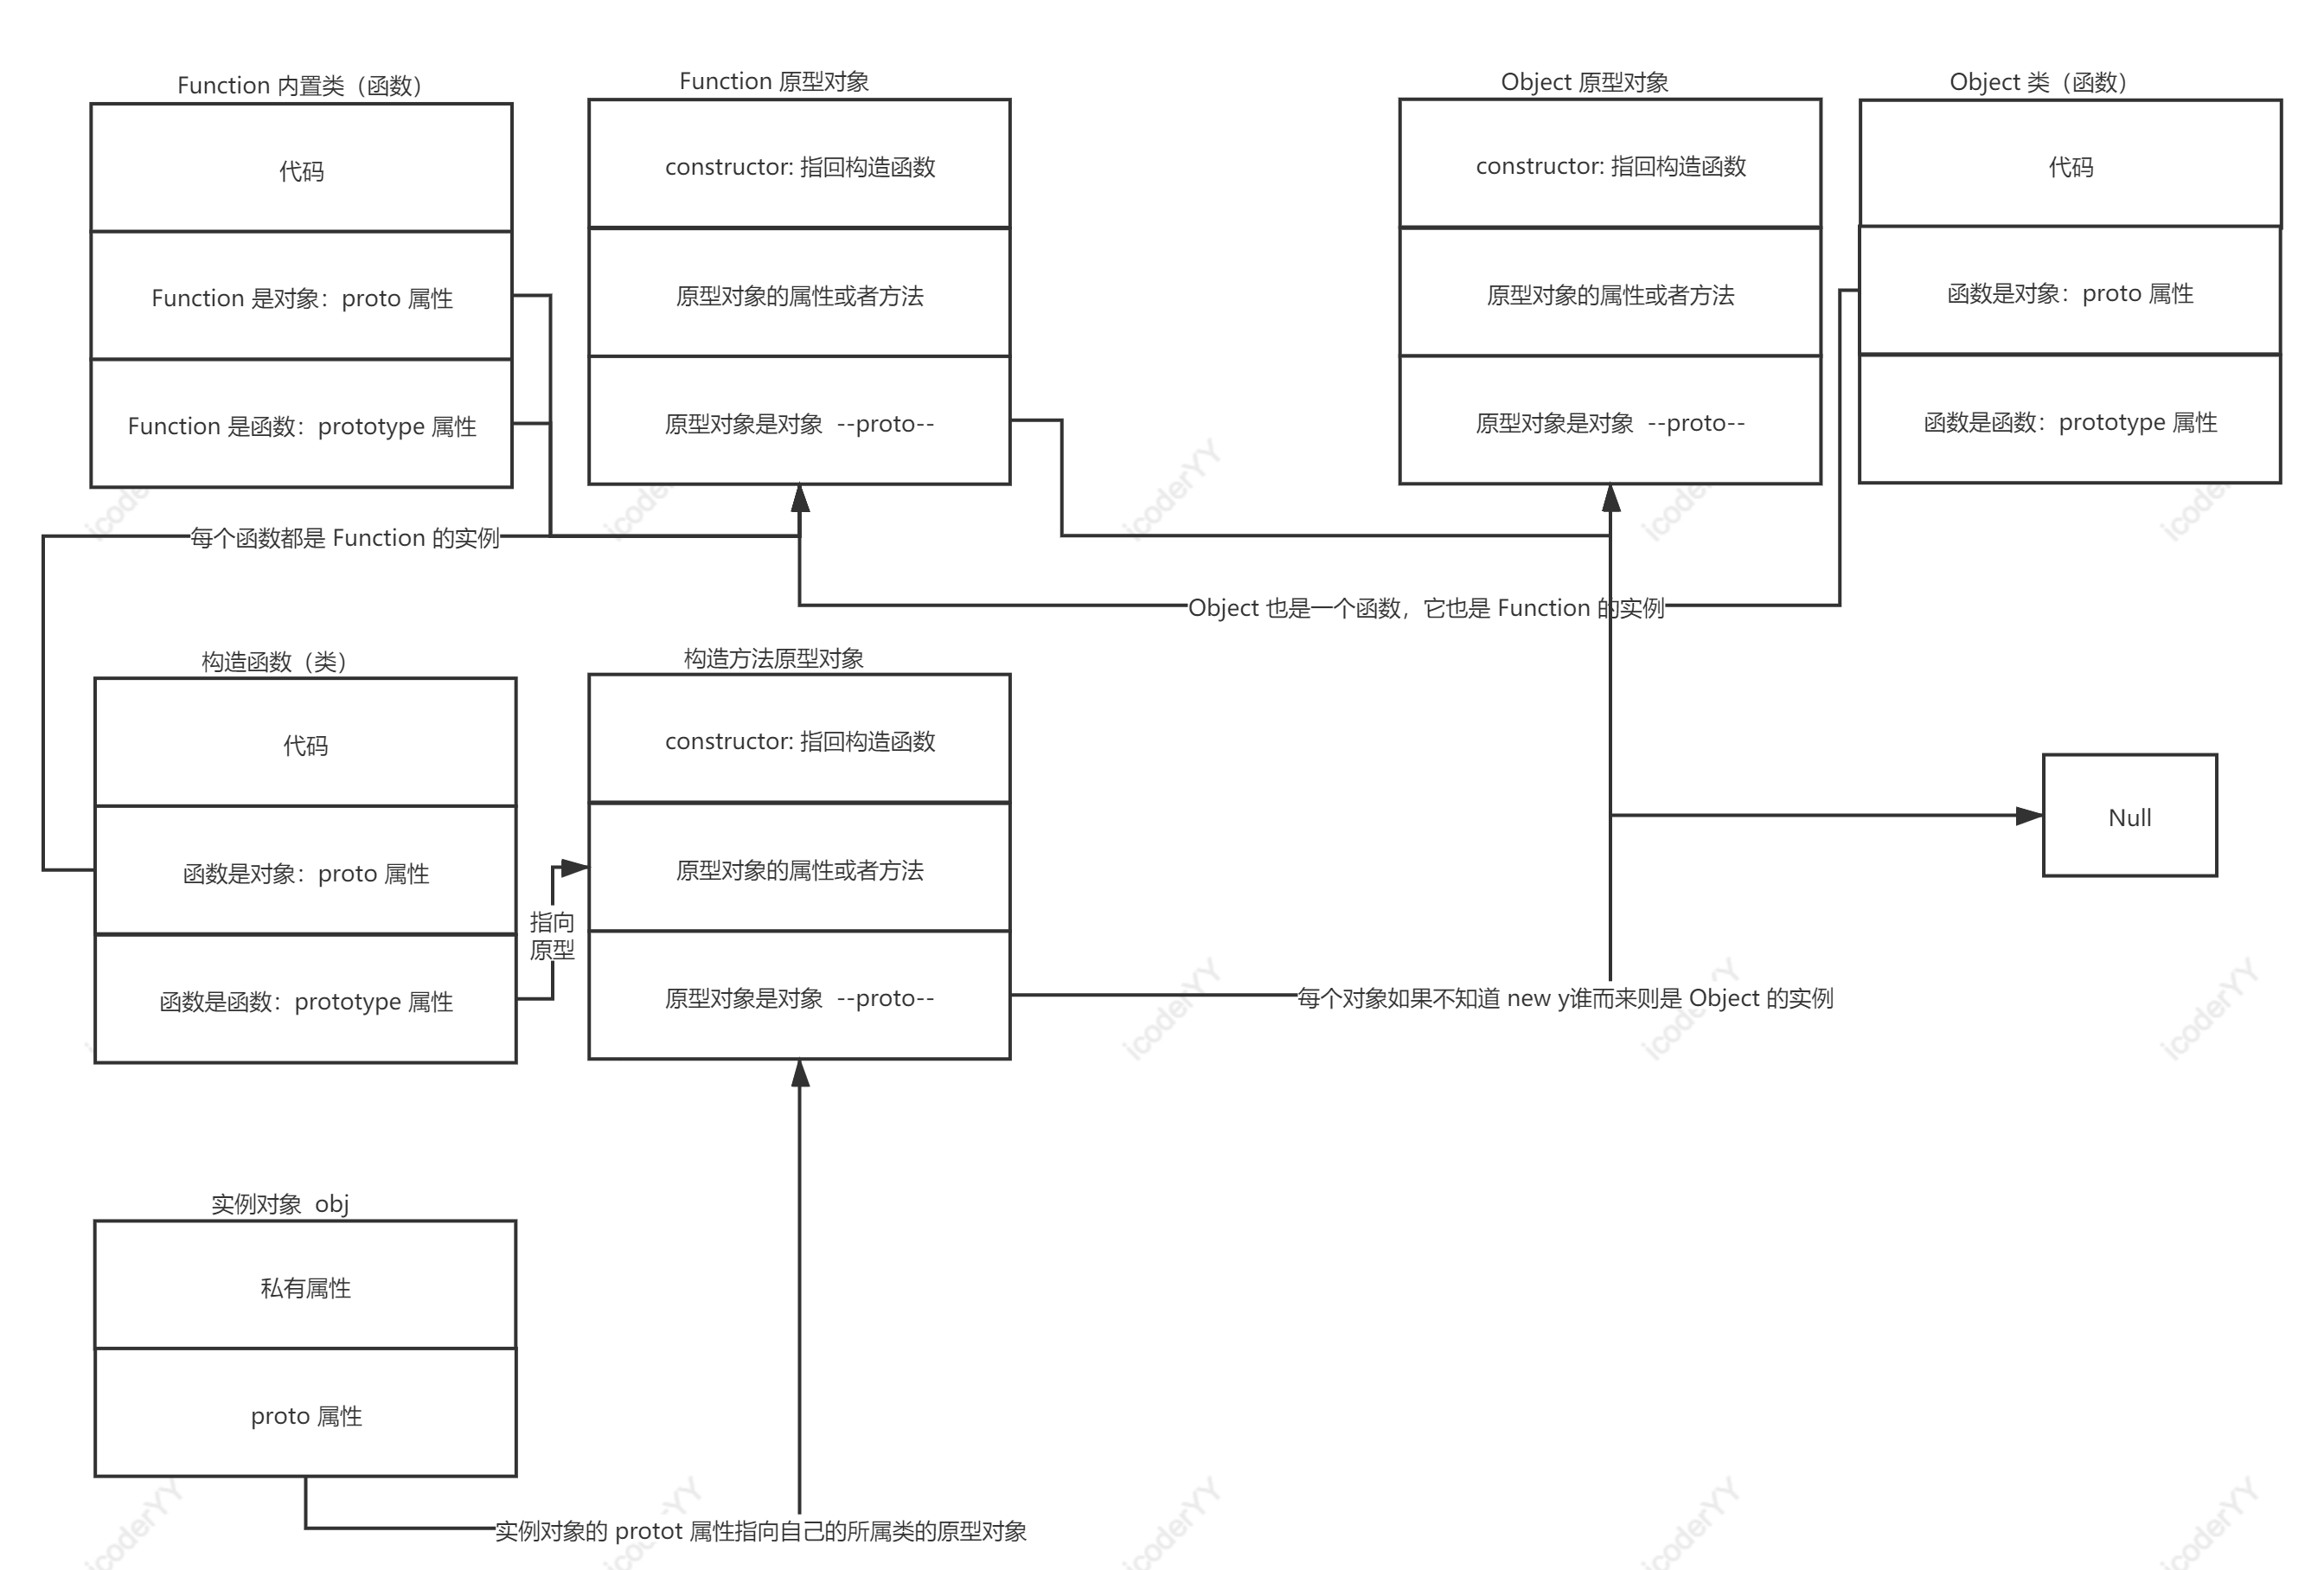 Function 内置类（函数）
代码
Function 是对象：proto 属性
Function 是函数：prototype 属性
Function 原型对象
constructor: 指回构造函数
原型对象的属性或者方法
原型对象是对象 --proto--
Object 原型对象
constructor: 指回构造函数
原型对象的属性或者方法
原型对象是对象 --proto--
Object 类（函数）
代码
函数是对象：proto 属性
函数是函数：prototype 属性
每个函数都是 Function 的实例
Object 也是一个函数，它也是 Function 的实例
构造函数（类）
代码
函数是对象：proto 属性
函数是函数：prototype 属性
指向
原型
构造方法原型对象
constructor: 指回构造函数
原型对象的属性或者方法
原型对象是对象 --proto--
Null
每个对象如果不知道 new y谁而来则是 Object 的实例
实例对象 obj
私有属性
proto 属性
实例对象的 protot 属性指向自己的所属类的原型对象
icoderYY
icoderYY
icoderYY
icoderYY
icoderYY
icoderYY
icoderYY